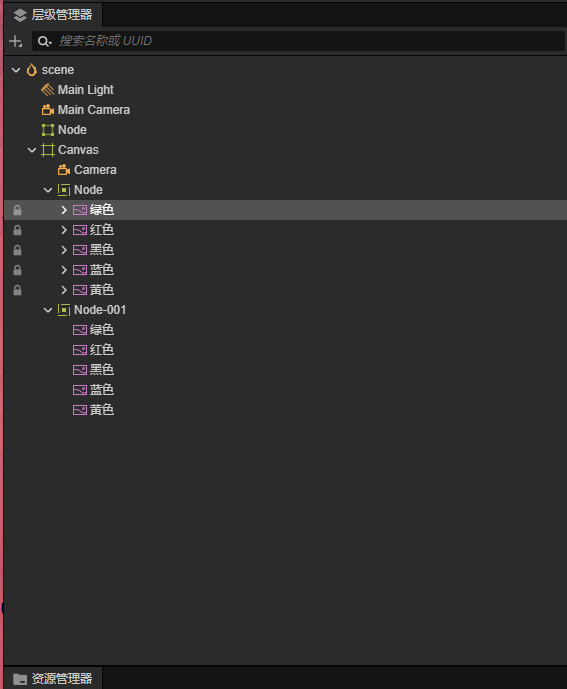 层级管理器
搜索名称或 UUID
scene
Main Light
Main Camera
Node
Canvas
Camera
Node
绿色
红色
黑色
蓝色
黄色
Node-001
绿色
红色
黑色
蓝色
黄色
资源管理器